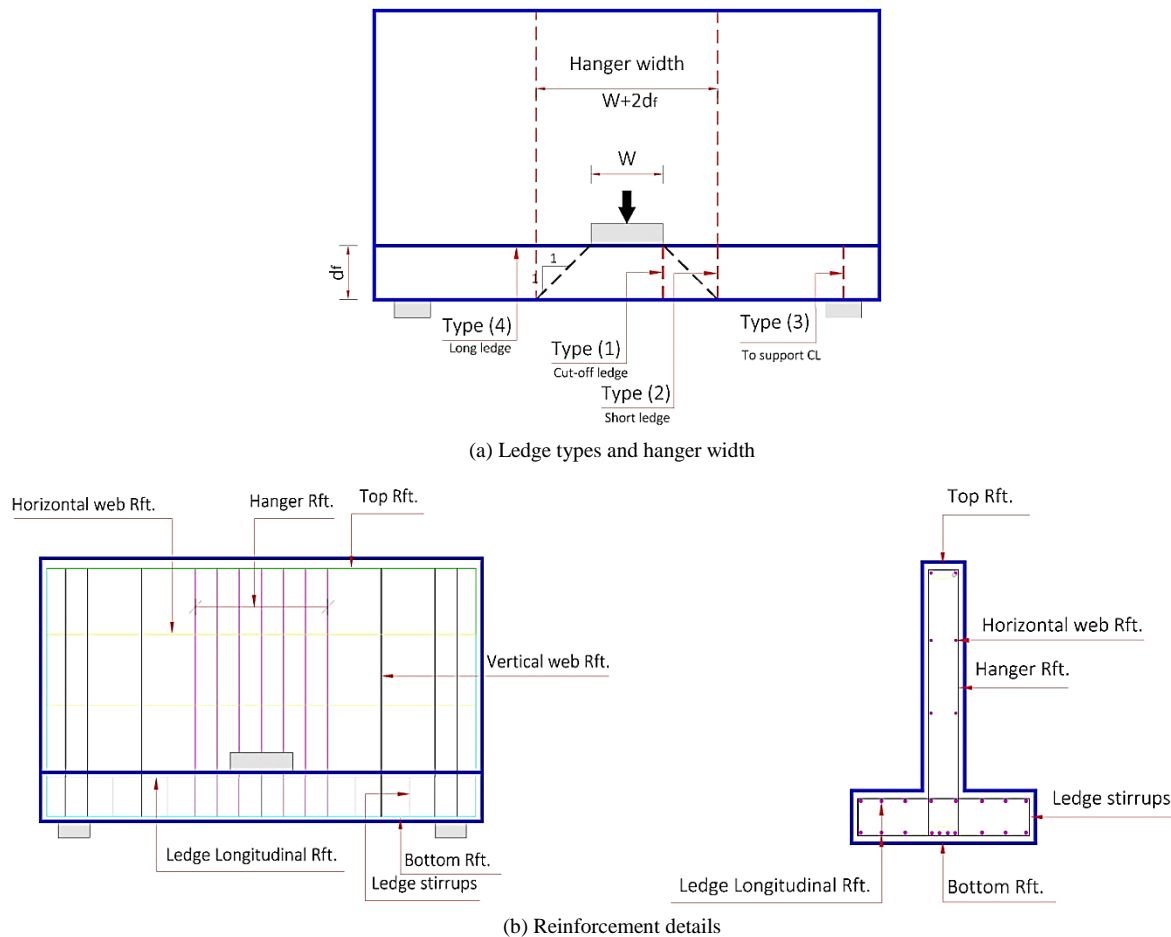 Hanger width
W+2df
W
df
1
1
Type (4)
Long ledge
Type (1)
Cut-off ledge
Type (2)
Short ledge
Type (3)
To support CL
(a) Ledge types and hanger width
Horizontal web Rft.
Hanger Rft.
Top Rft.
Vertical web Rft.
Ledge Longitudinal Rft.
Ledge stirrups
Bottom Rft.
Top Rft.
Horizontal web Rft.
Hanger Rft.
Ledge stirrups
Ledge Longitudinal Rft.
Bottom Rft.
(b) Reinforcement details